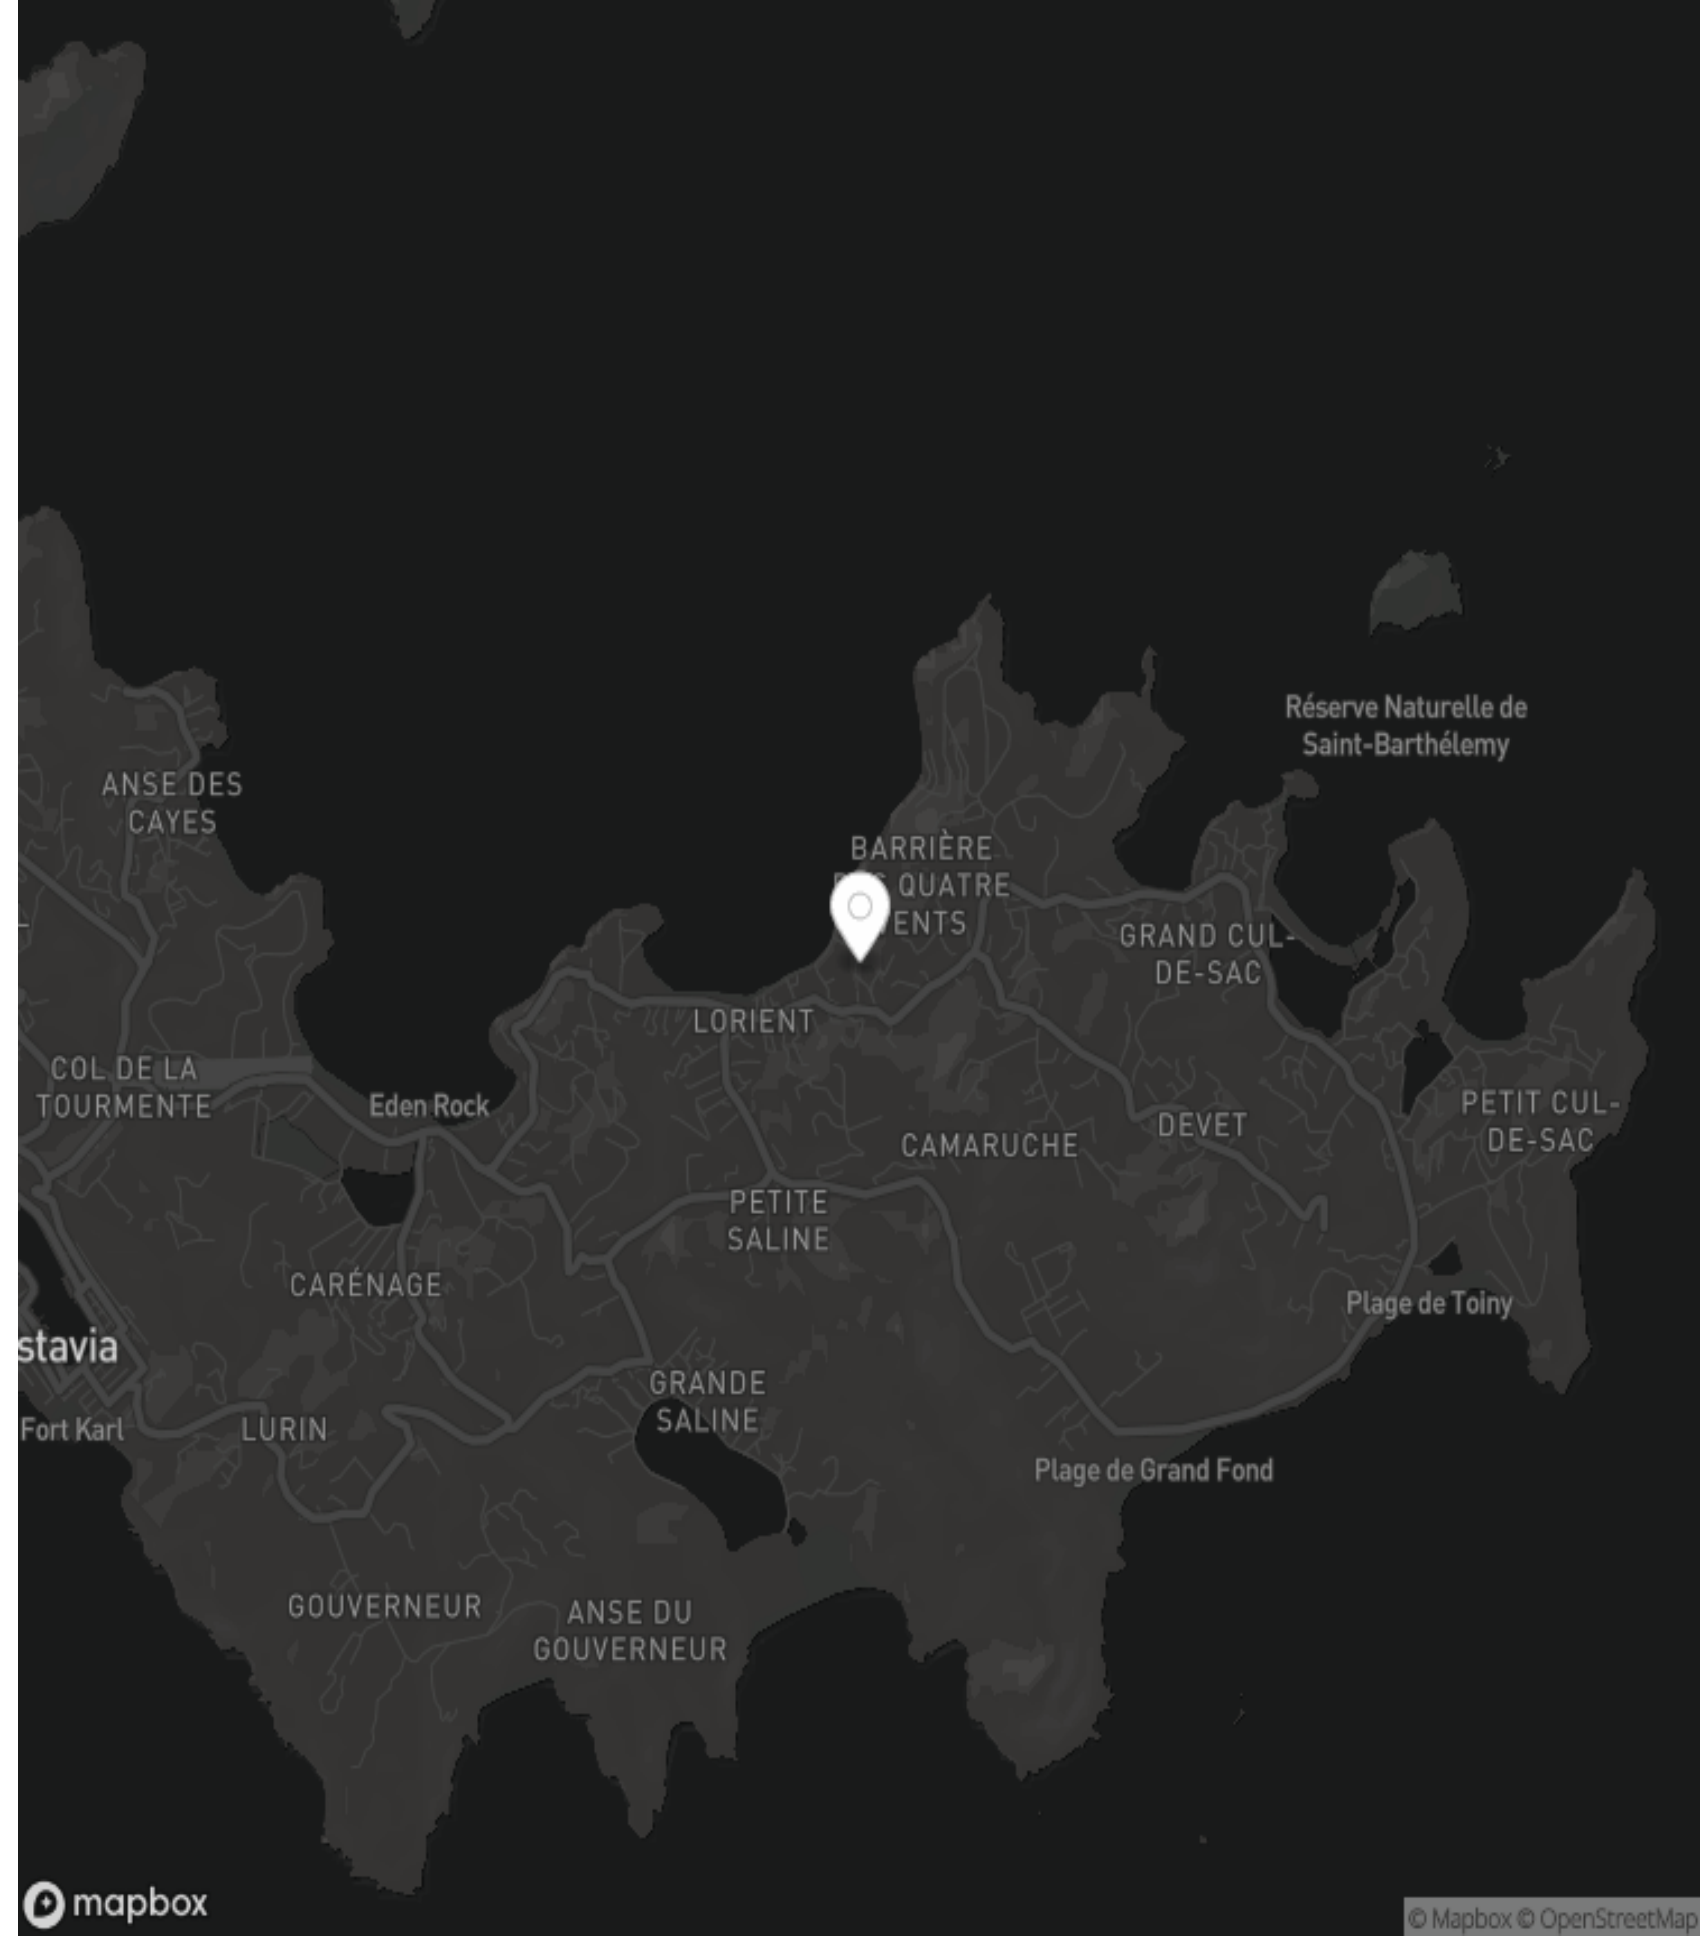 Réserve Naturelle de
Saint-Barthélemy
ANSE DES
CAYES
BARRIÈRE
QUATRE
GRAND CUL-
DE-SAC
LORIENT
COL DE LA
TOURMENTE
Eden Rock
PETIT CUL-
DE-SAC
DEVET
CAMARUCHE
PETITE
SALINE
CARÉNAGE
Plage de Toiny
stavia
GRANDE
SALINE
Fort Karl
LURIN
Plage de Grand Fond
GOUVERNEUR
ANSE DU
GOUVERNEUR
mapbox
© Mapbox © OpenStreetMap